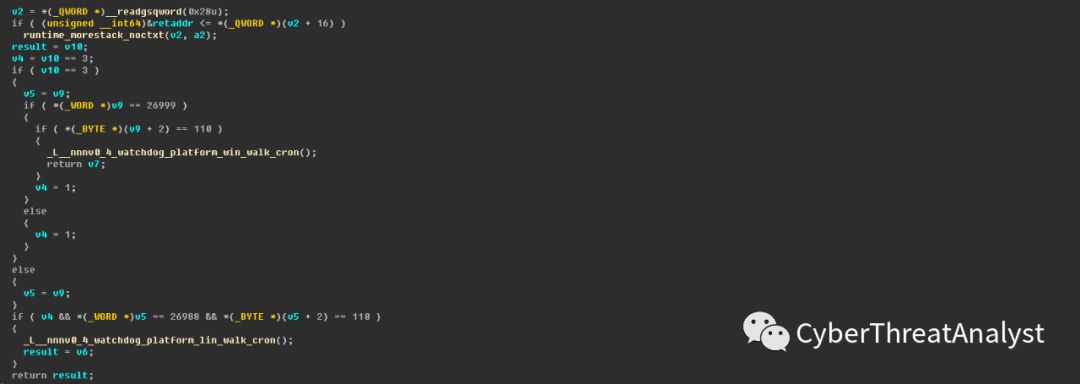 v2 = *(_QWORD *)__readgsqword(0x28u);
if ( (unsigned __int64)&retaddr <= *(_QWORD *)(v2 + 16) )
runtime_morestack_noctxt(v2, a2);
result = v10;
v4 = v10 == 3;
if ( v10 == 3 )
{
v5 = v9;
if ( *(_WORD *)v9 == 26999 )
{
if ( *(_BYTE *)(v9 + 2) == 110 )
{
_L__nnnv0_4_watchdog_platform_win_walk_cron();
return v7;
}
v4 = 1;
}
else
{
v4 = 1;
}
}
else
{
v5 = v9;
}
if ( v4 && *(_WORD *)v5 == 26988 && *(_BYTE *)(v5 + 2) == 110 )
{
_L__nnnv0_4_watchdog_platform_lin_walk_cron();
result = v6;
}
return result;
CyberThreatAnalyst